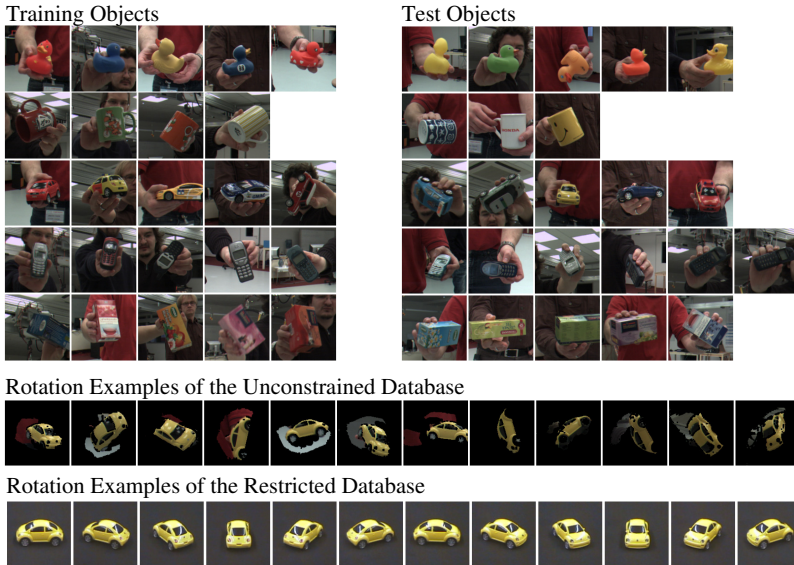 Training Objects
Test Objects
Rotation Examples of the Unconstrained Database
Rotation Examples of the Restricted Database